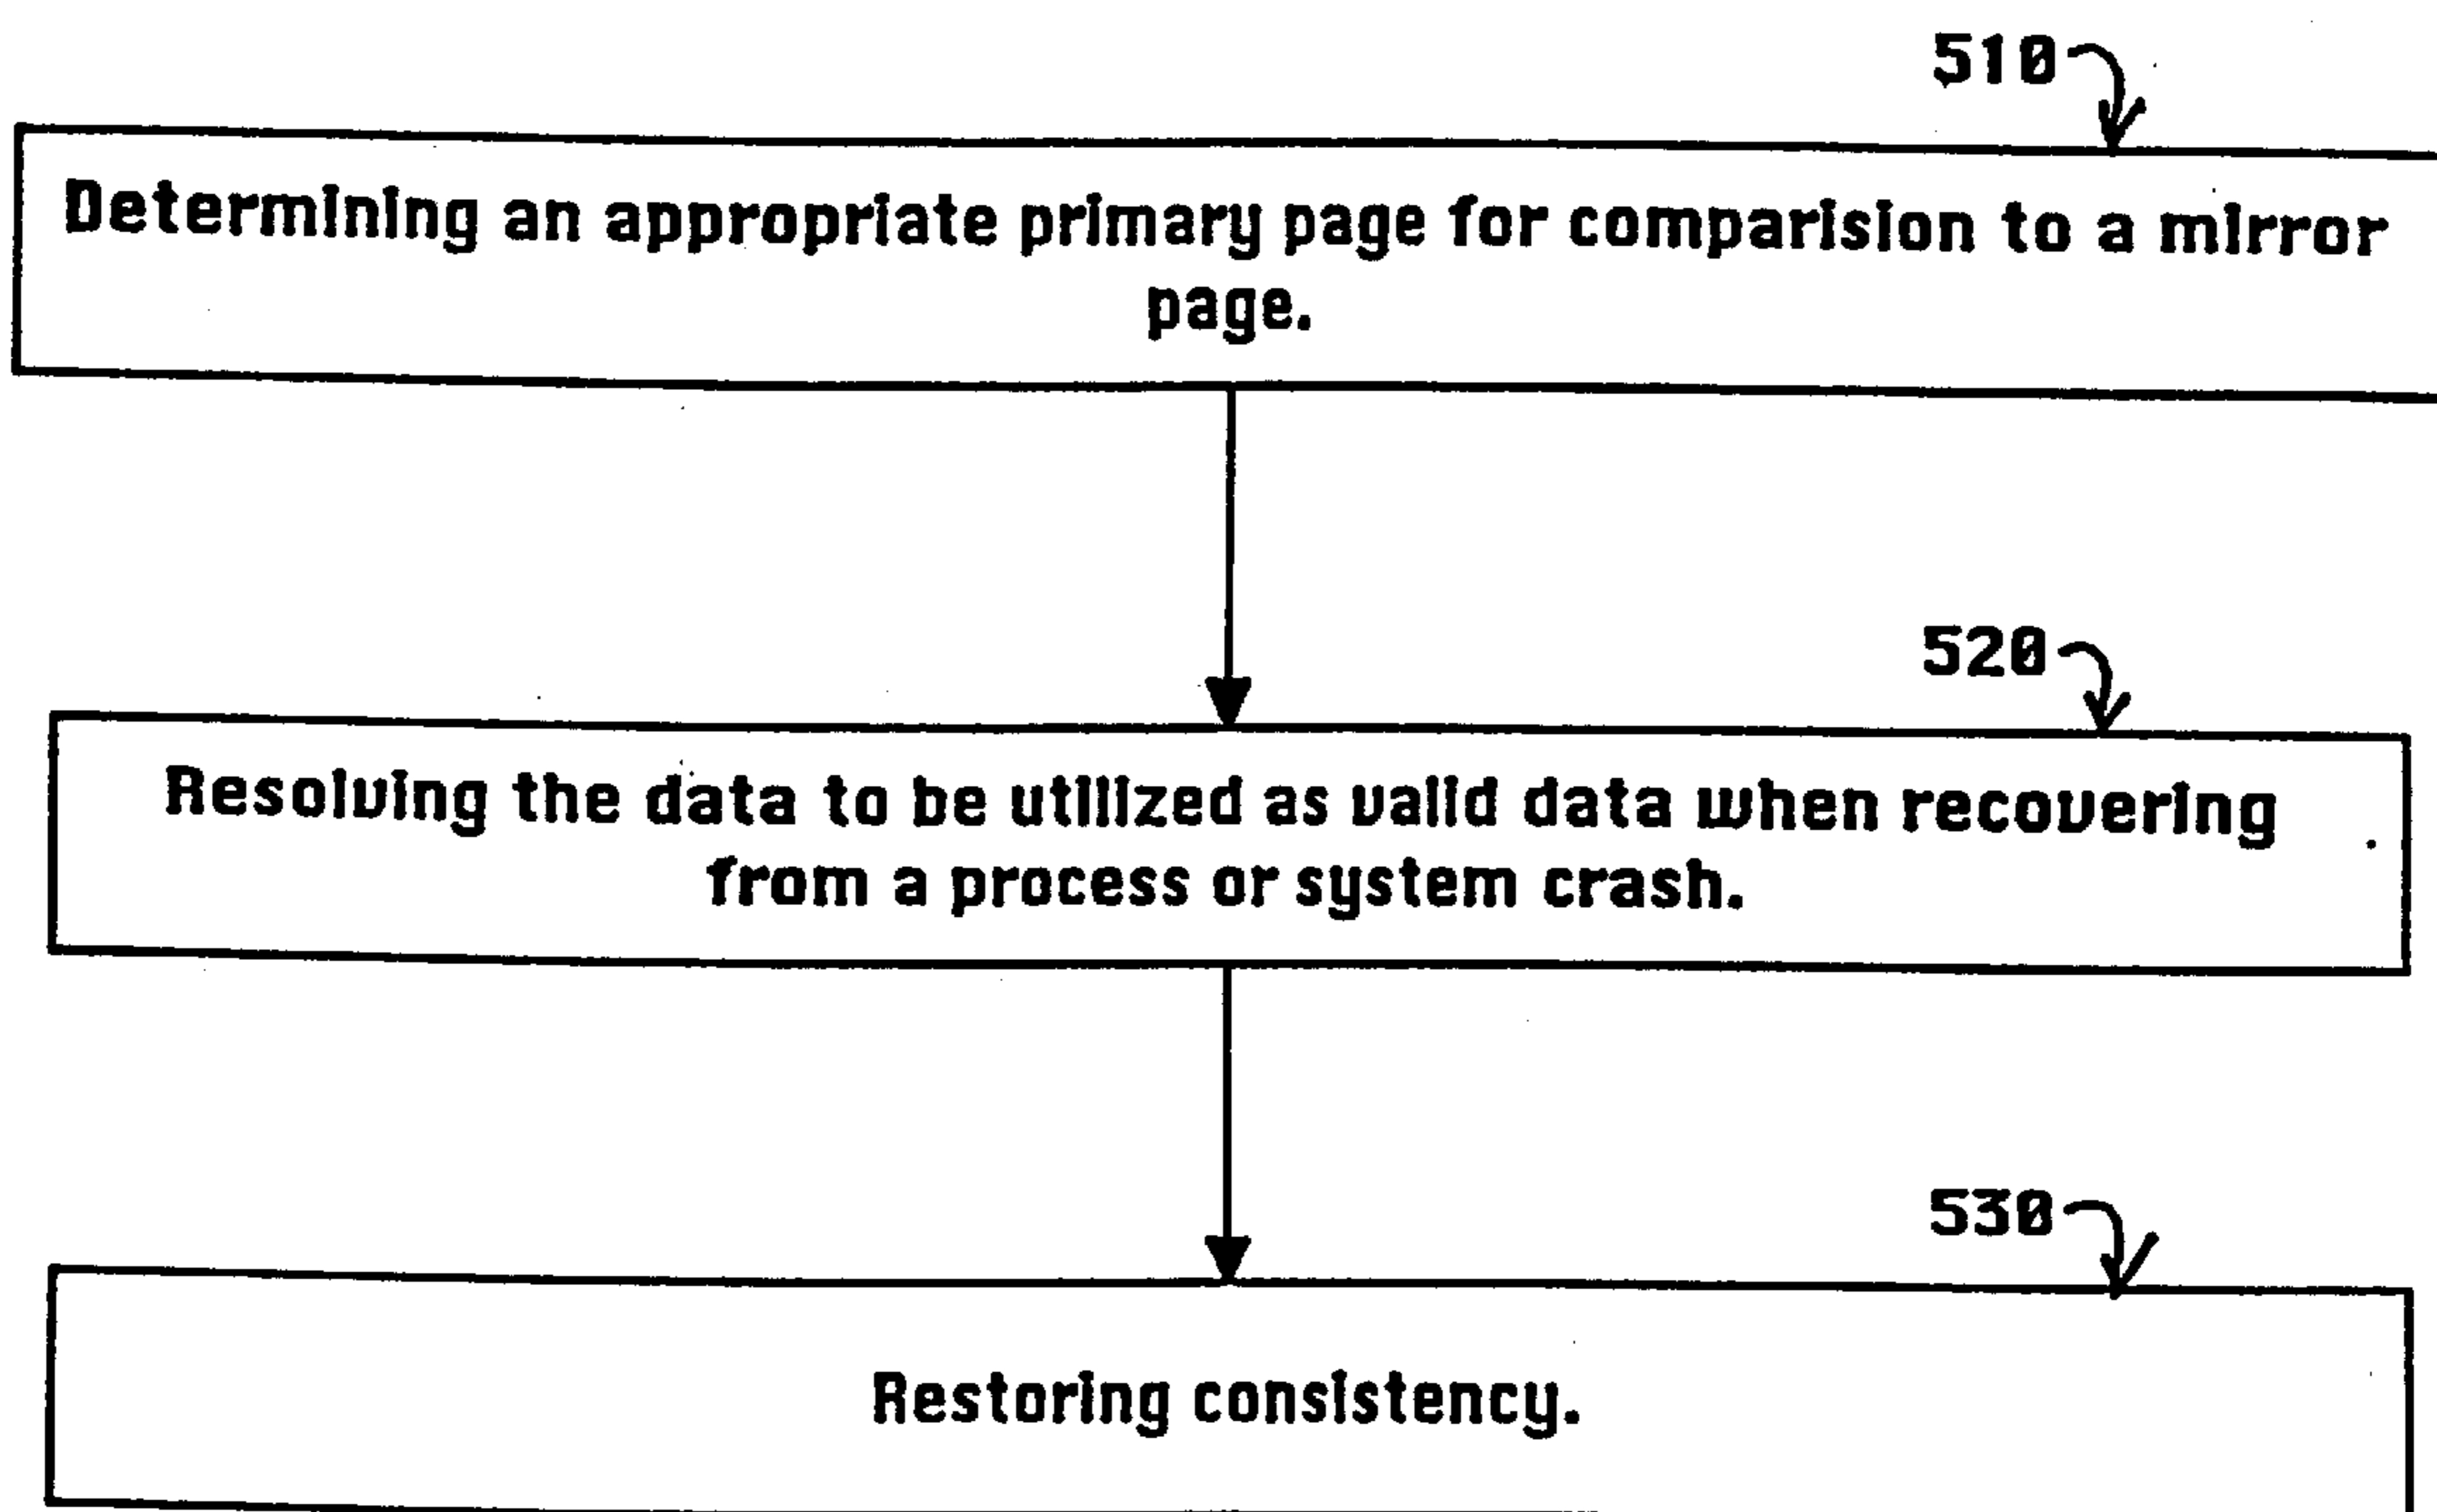 510
Determining an appropriate primary page for comparision to a mirror
page.
520
Resolving the data to be utilized as valid data when recovering
from a process or system crash.
530
Restoring consistency.